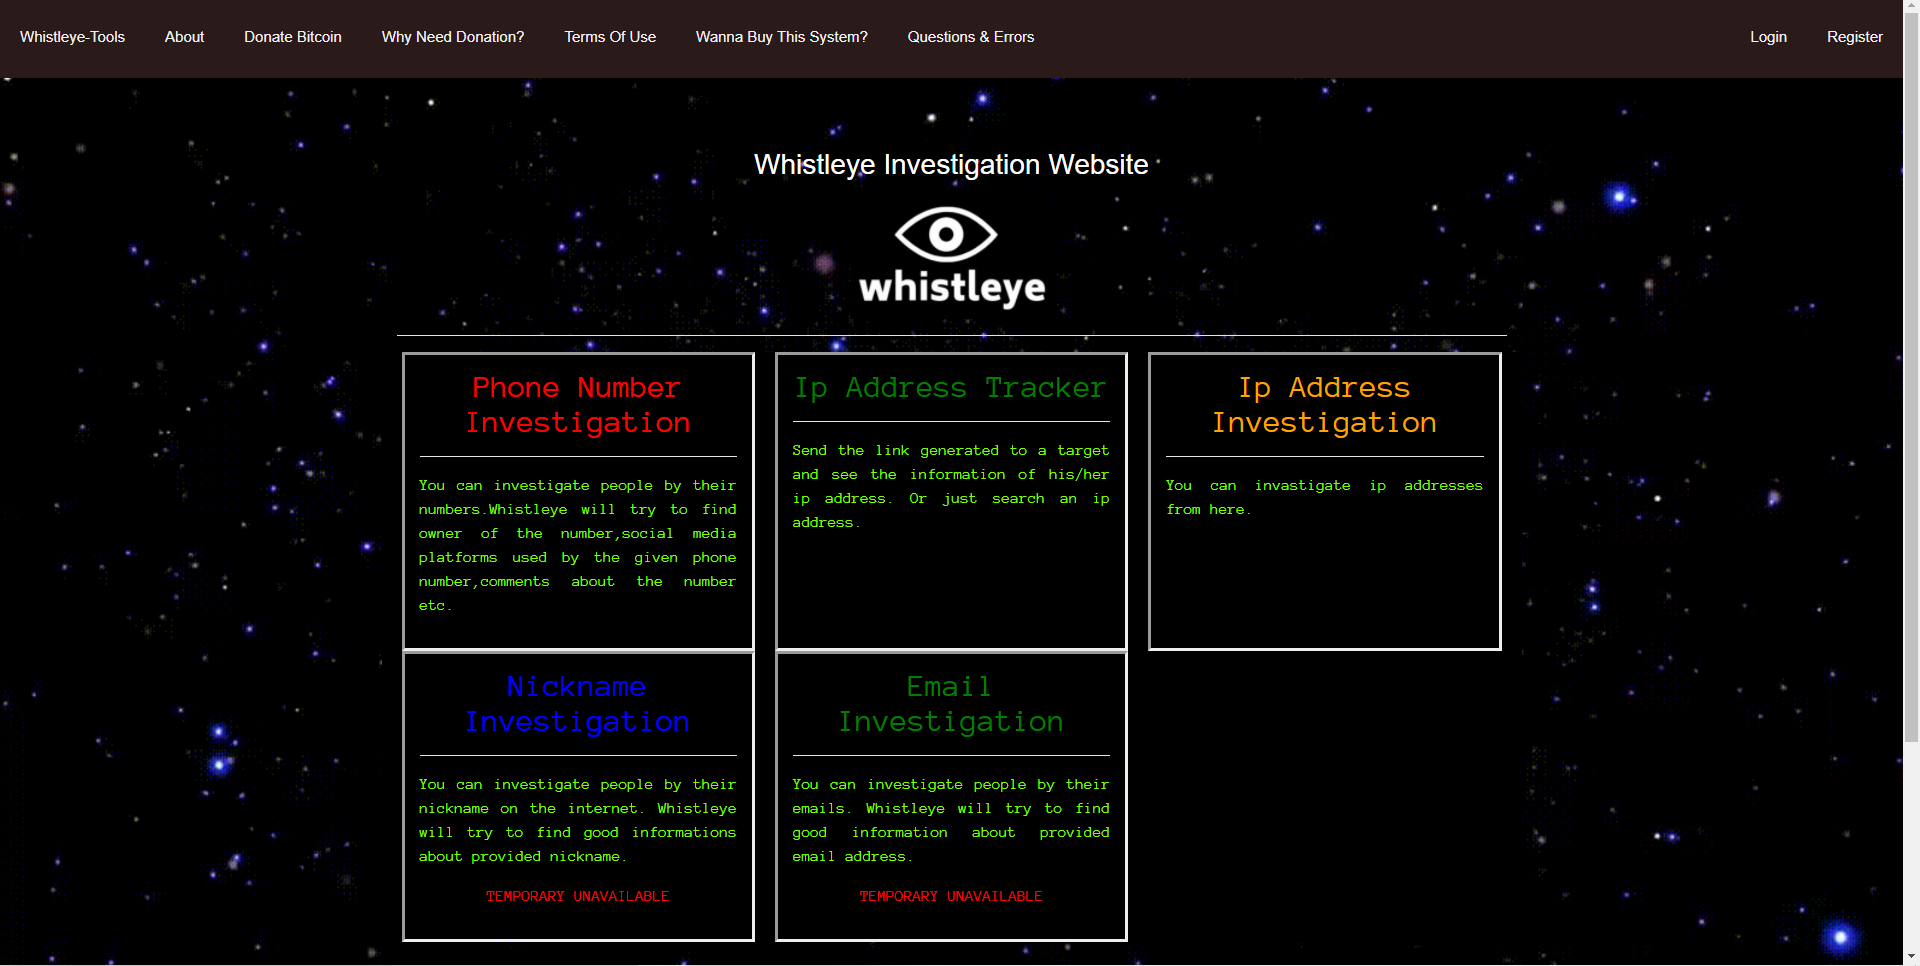 Whistleye-Tools About Donate Bitcoin Why Need Donation? Terms Of Use Wanna Buy This System? Questions & Errors Login Register
Whistleye Investigation Website
whistleye
Phone Number
Investigation
You can investigate people by their
numbers.Whistleye will try to find
owner of the number,social media
platforms used by the given phone
number,comments about the number
etc.
Ip Address Tracker
Send the link generated to a target
and see the information of his/her
ip address. Or just search an ip
address.
Ip Address
Investigation
You can invastigate ip addresses
from here.
Nickname
Investigation
You can investigate people by their
nickname on the internet. Whistleye
will try to find good informations
about provided nickname.
TEMPORARY UNAVAILABLE
Email
Investigation
You can investigate people by their
emails. Whistleye will try to find
good information about provided
email address.
TEMPORARY UNAVAILABLE